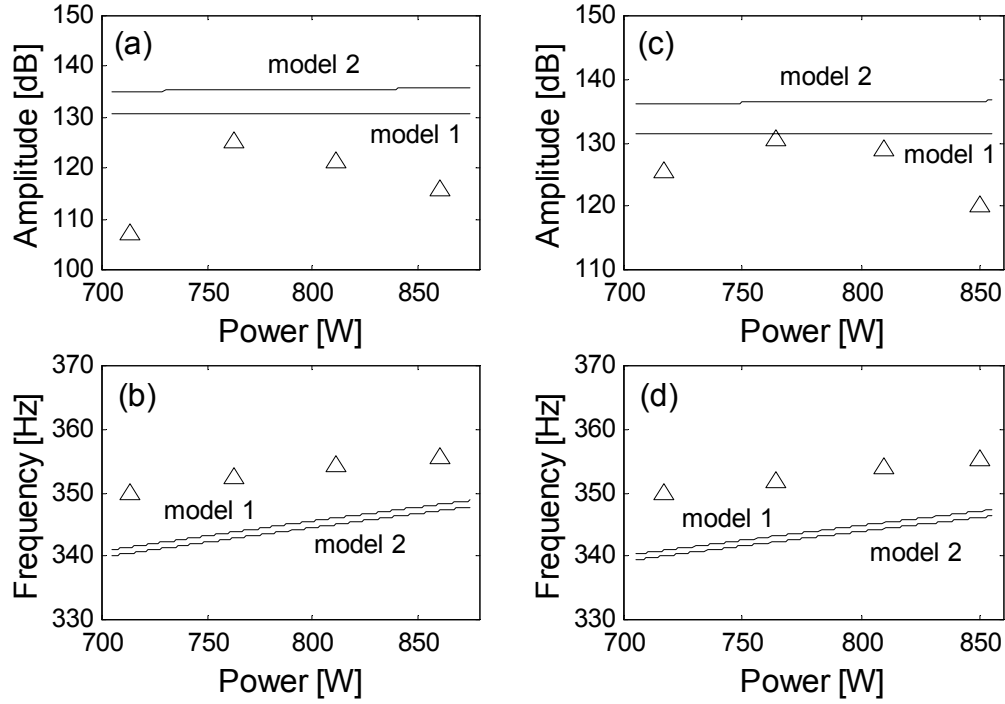 (a)
Amplitude [dB]
150
140
130
120
110
100
model 2
model 1
700 750 800 850
Power [W]
(c)
Amplitude [dB]
150
140
130
120
110
model 2
model 1
700 750 800 850
Power [W]
(b)
Frequency [Hz]
370
360
350
340
330
model 1
model 2
700 750 800 850
Power [W]
(d)
Frequency [Hz]
370
360
350
340
330
model 1
model 2
700 750 800 850
Power [W]